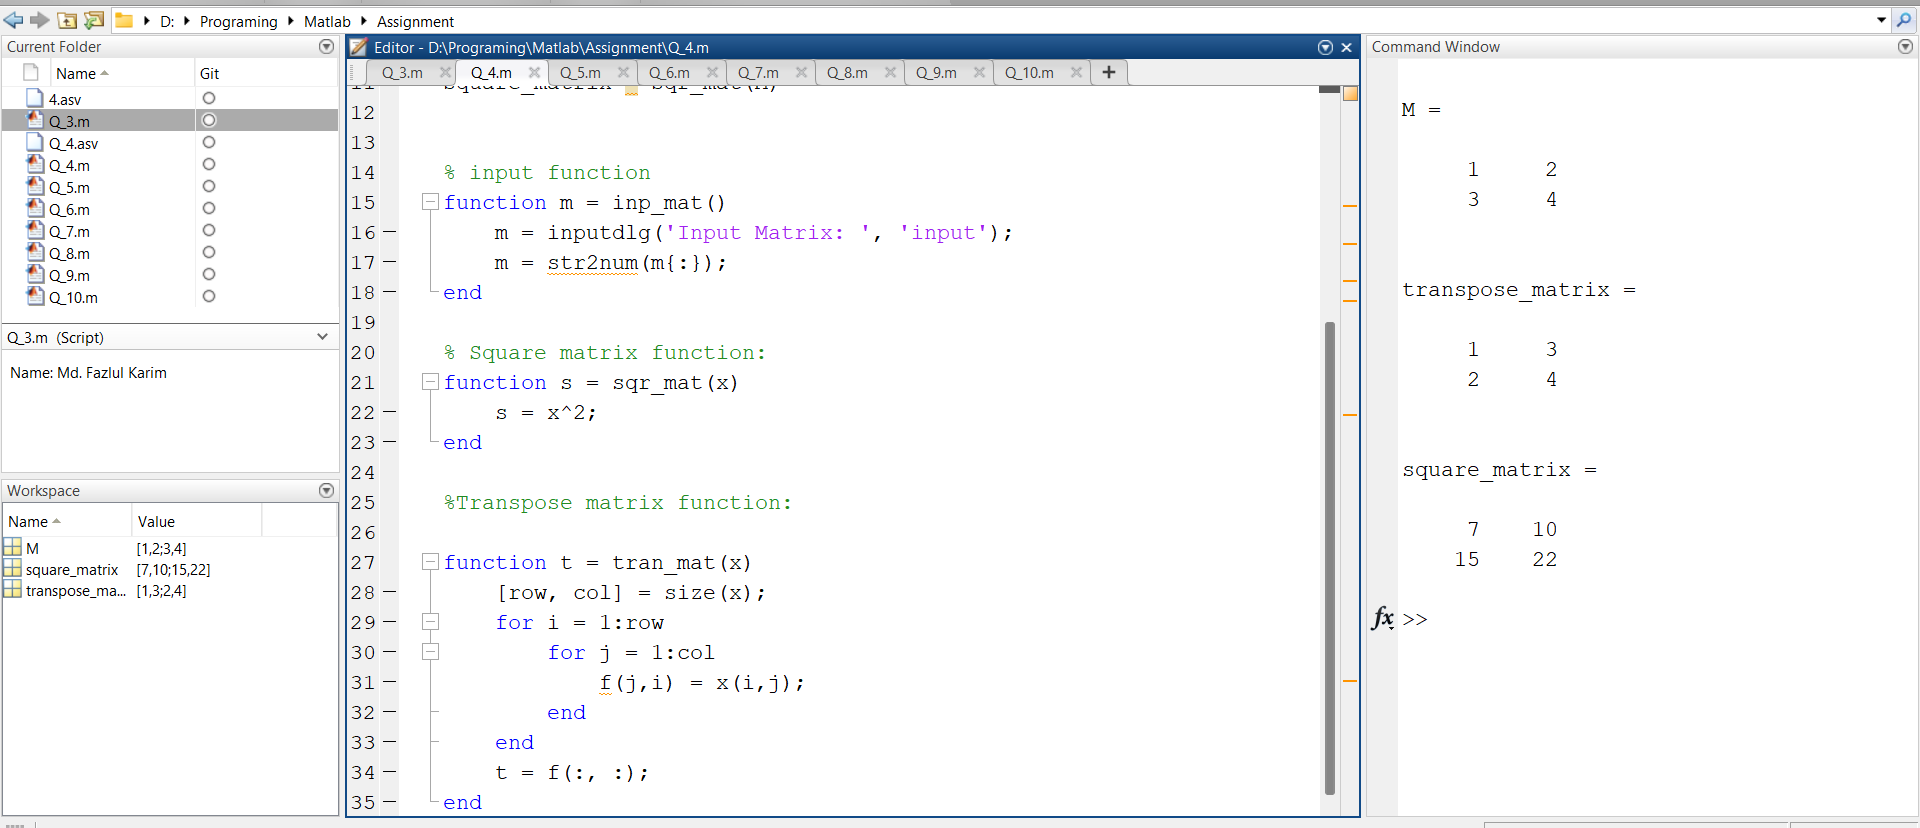 D: Programing Matlab Assignment
Current Folder
Name Git
4.asv
Q_3.m
Q_4.asv
Q_4.m
Q_5.m
Q_6.m
Q_7.m
Q_8.m
Q_9.m
Q_10.m
Q_3.m (Script)
Name: Md. Fazlul Karim
Workspace
Name Value
M [1,2;3,4]
square_matrix [7,10;15,22]
transpose_ma... [1,3;2,4]
Editor - D:\Programing\Matlab\Assignment\Q_4.m
Q_3.m Q_4.m Q_5.m Q_6.m Q_7.m Q_8.m Q_9.m Q_10.m +
12
13
14 % input function
15 function m = inp_mat()
16 m = inputdlg('Input Matrix: ', 'input');
17 m = str2num(m{:});
18 end
19
20 % Square matrix function:
21 function s = sqr_mat(x)
22 s = x^2;
23 end
24
25 %Transpose matrix function:
26
27 function t = tran_mat(x)
28 [row, col] = size(x);
29 for i = 1:row
30 for j = 1:col
31 f(j,i) = x(i,j);
32 end
33 end
34 t = f(:, :);
35 end
Command Window
M =
1 2
3 4
transpose_matrix =
1 3
2 4
square_matrix =
7 10
15 22
fx >>